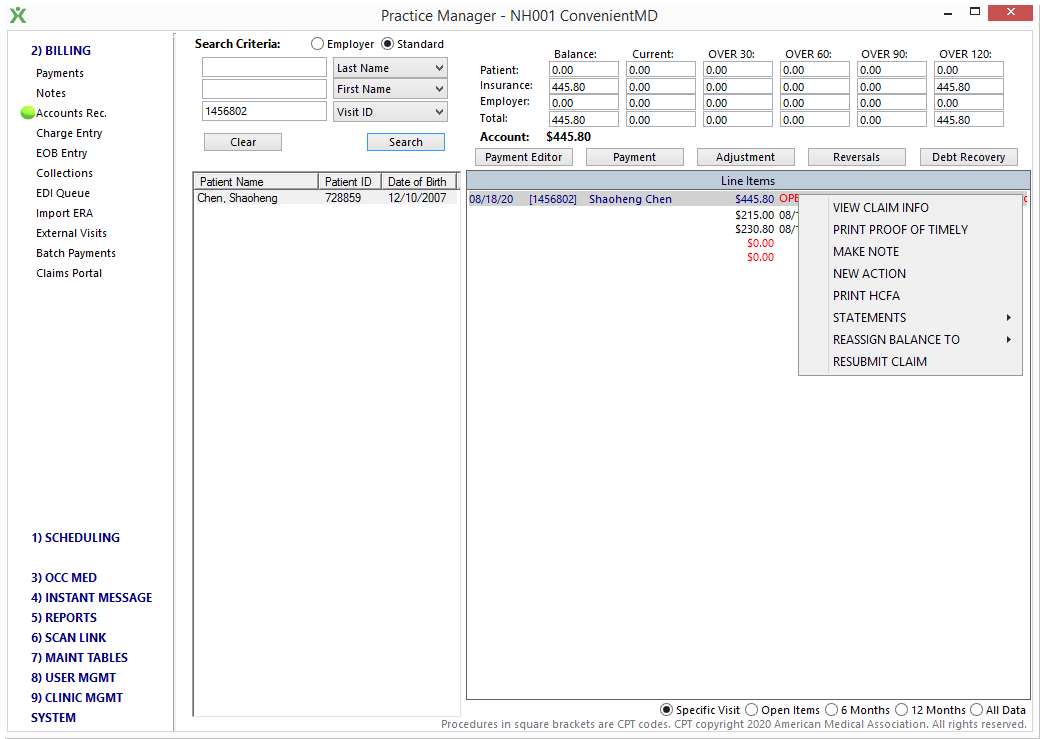 Practice Manager - NH001 ConvenientMD
2) BILLING
Payments
Notes
Accounts Rec.
Charge Entry
EOB Entry
Collections
EDI Queue
Import ERA
External Visits
Batch Payments
Claims Portal
1) SCHEDULING
3) OCC MED
4) INSTANT MESSAGE
5) REPORTS
6) SCAN LINK
7) MAINT TABLES
8) USER MGMT
9) CLINIC MGMT
SYSTEM
Search Criteria: Employer Standard
Last Name
First Name
1456802 Visit ID
Clear Search
Patient Name Patient ID Date of Birth
Chen, Shaoheng 728859 12/10/2007
Balance: Current: OVER 30: OVER 60: OVER 90: OVER 120:
Patient: 0.00 0.00 0.00 0.00 0.00 0.00
Insurance: 445.80 0.00 0.00 0.00 0.00 445.80
Employer: 0.00 0.00 0.00 0.00 0.00 0.00
Total: 445.80 0.00 0.00 0.00 0.00 445.80
Account: $445.80
Payment Editor Payment Adjustment Reversals Debt Recovery
Line Items
08/18/20 [1456802] Shaoheng Chen $445.80 OPE
$215.00 08/1
$230.80 08/1
$0.00
$0.00
VIEW CLAIM INFO
PRINT PROOF OF TIMELY
MAKE NOTE
NEW ACTION
PRINT HCFA
STATEMENTS
REASSIGN BALANCE TO
RESUBMIT CLAIM
Specific Visit Open Items 6 Months 12 Months All Data
Procedures in square brackets are CPT codes. CPT copyright 2020 American Medical Association. All rights reserved.